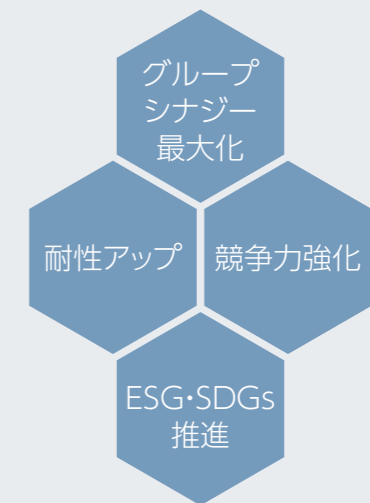 グループ
シナジー
最大化
耐性アップ
競争力強化
ESG・SDGs
推進